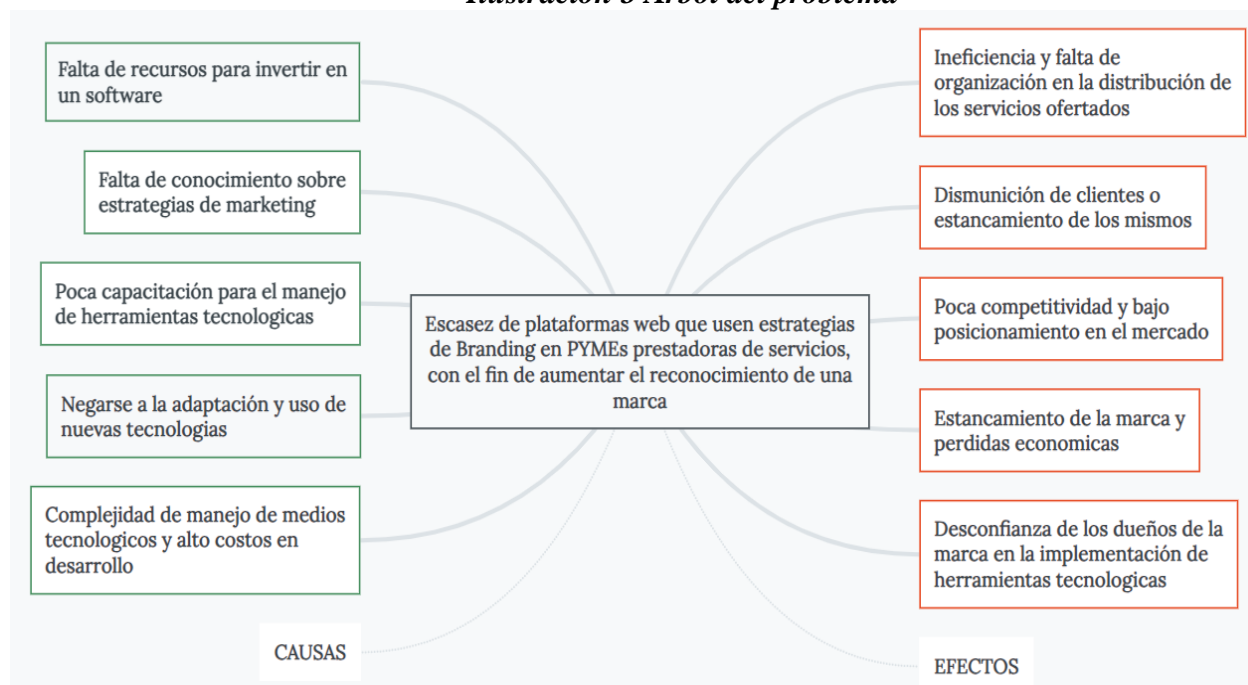 Ilustración 3 Árbol del problema
Falta de recursos para invertir en
un software
Falta de conocimiento sobre
estrategias de marketing
Poca capacitación para el manejo
de herramientas tecnologicas
Negarse a la adaptación y uso de
nuevas tecnologias
Complejidad de manejo de medios
tecnologicos y alto costos en
desarrollo
CAUSAS
Escasez de plataformas web que usen estrategias
de Branding en PYMEs prestadoras de servicios,
con el fin de aumentar el reconocimiento de una
marca
Ineficiencia y falta de
organización en la distribución de
los servicios ofertados
Dismunición de clientes o
estancamiento de los mismos
Poca competitividad y bajo
posicionamiento en el mercado
Estancamiento de la marca y
perdidas economicas
Desconfianza de los dueños de la
marca en la implementación de
herramientas tecnologicas
EFECTOS